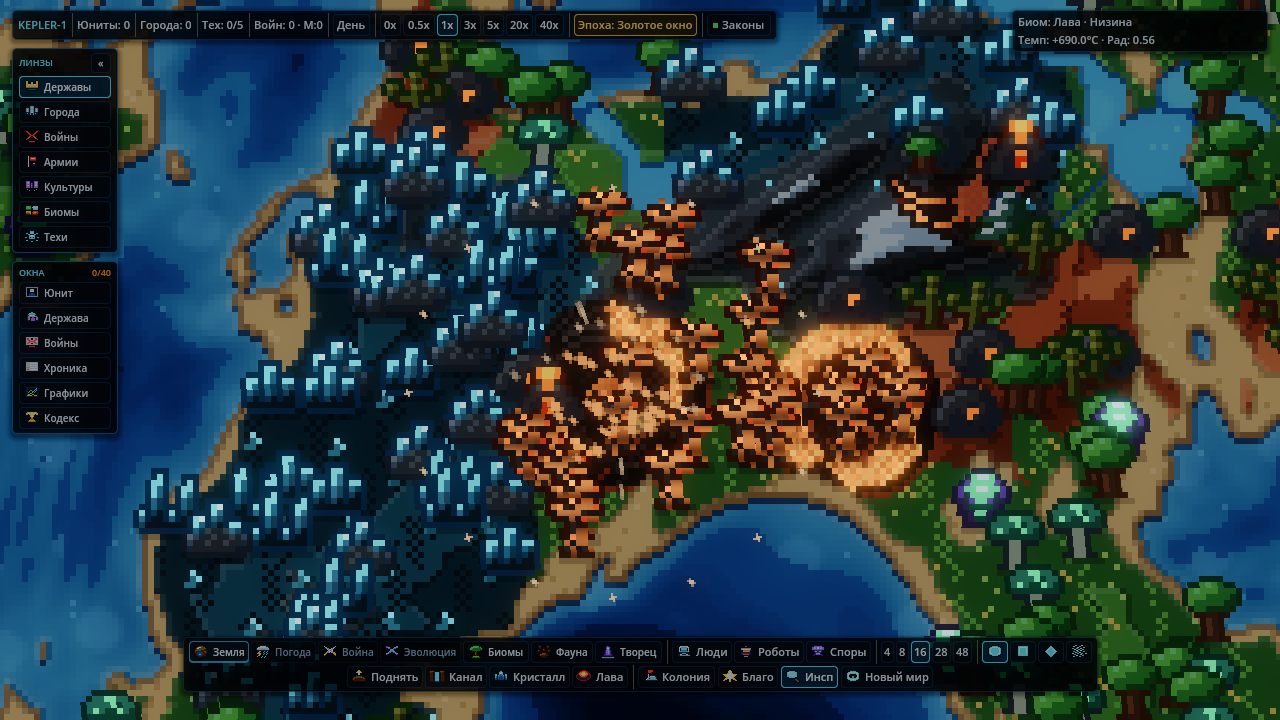 KEPLER-1 Юниты: 0 Города: 0 Тех: 0/5 Войн: 0 · М:0 День 0x 0.5x 1x 3x 5x 20x 40x Эпоха: Золотое окно Законы
Биом: Лава · Низина
Темп: +690.0°C · Рад: 0.56
ЛИНЗЫ «
Державы
Города
Войны
Армии
Культуры
Биомы
Техи
ОКНА 0/40
Юнит
Держава
Войны
Хроника
Графики
Кодекс
Земля Погода Война Эволюция Биомы Фауна Творец Люди Роботы Споры 4 8 16 28 48
Поднять Канал Кристалл Лава Колония Благо Инсп Новый мир